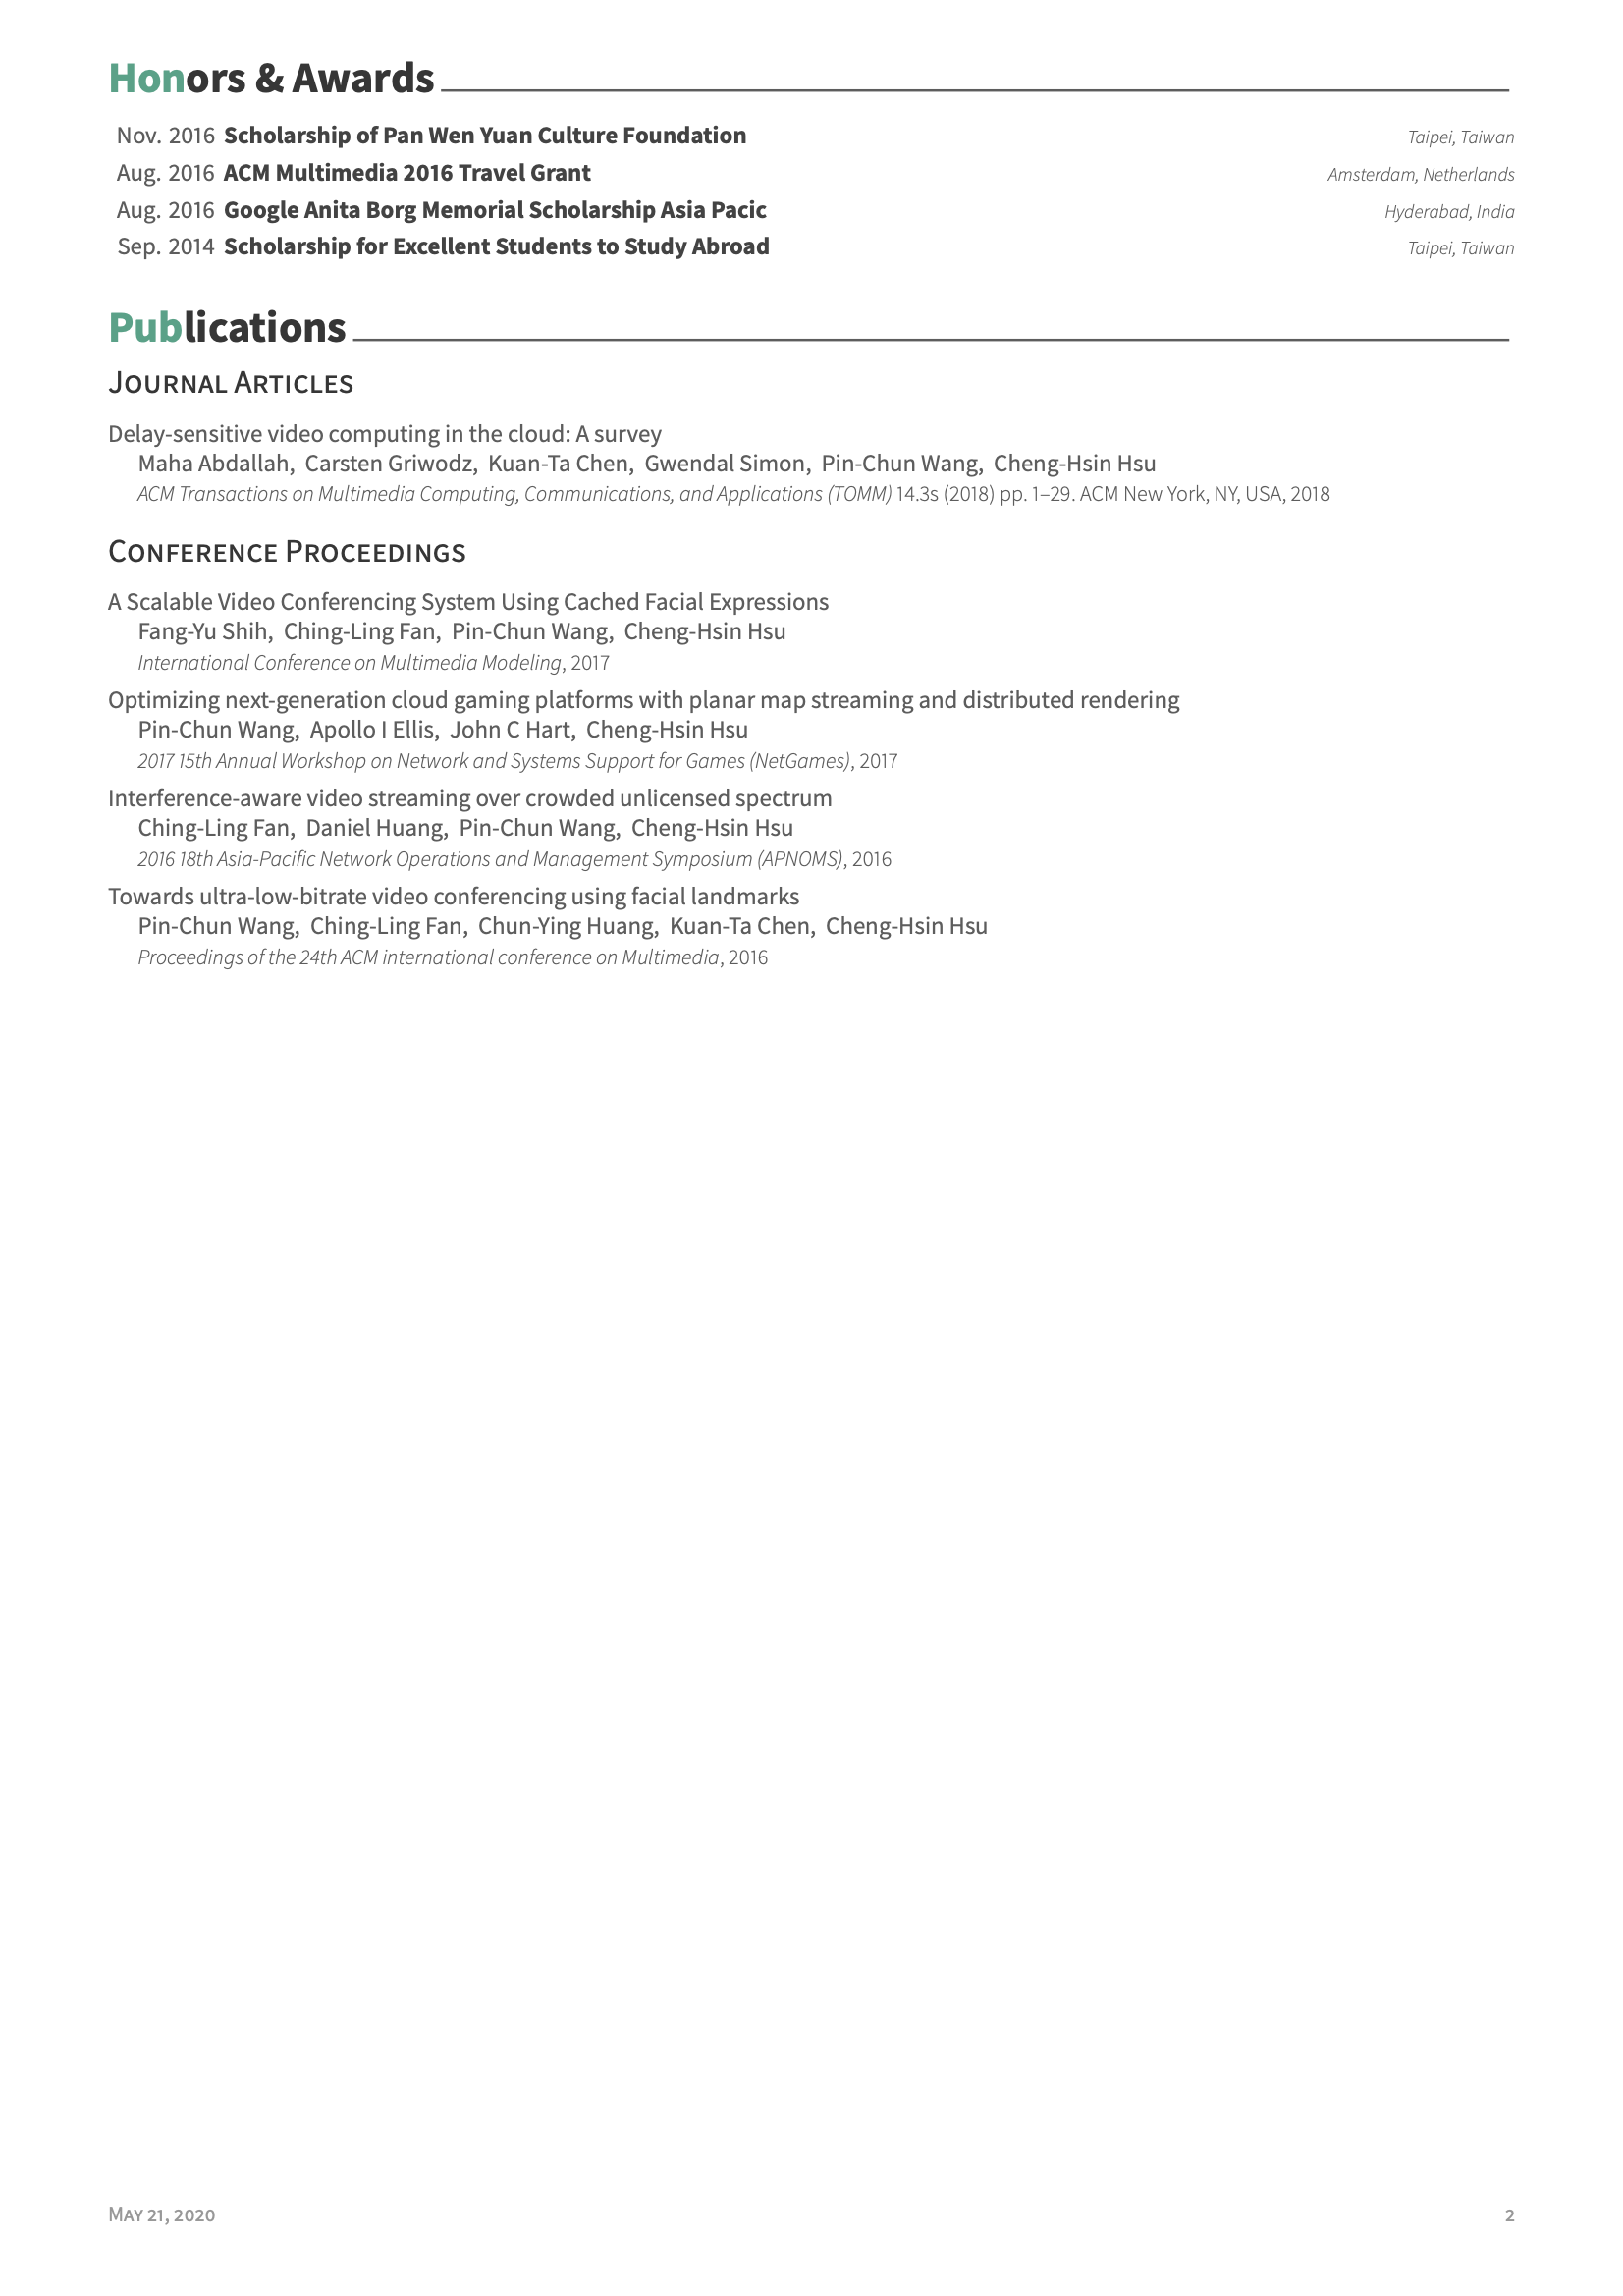 Honors & Awards
Nov. 2016 Scholarship of Pan Wen Yuan Culture Foundation Taipei, Taiwan
Aug. 2016 ACM Multimedia 2016 Travel Grant Amsterdam, Netherlands
Aug. 2016 Google Anita Borg Memorial Scholarship Asia Pacic Hyderabad, India
Sep. 2014 Scholarship for Excellent Students to Study Abroad Taipei, Taiwan
Publications
Journal Articles
Delay-sensitive video computing in the cloud: A survey
Maha Abdallah, Carsten Griwodz, Kuan-Ta Chen, Gwendal Simon, Pin-Chun Wang, Cheng-Hsin Hsu
ACM Transactions on Multimedia Computing, Communications, and Applications (TOMM) 14.3s (2018) pp. 1–29. ACM New York, NY, USA, 2018
Conference Proceedings
A Scalable Video Conferencing System Using Cached Facial Expressions
Fang-Yu Shih, Ching-Ling Fan, Pin-Chun Wang, Cheng-Hsin Hsu
International Conference on Multimedia Modeling, 2017
Optimizing next-generation cloud gaming platforms with planar map streaming and distributed rendering
Pin-Chun Wang, Apollo I Ellis, John C Hart, Cheng-Hsin Hsu
2017 15th Annual Workshop on Network and Systems Support for Games (NetGames), 2017
Interference-aware video streaming over crowded unlicensed spectrum
Ching-Ling Fan, Daniel Huang, Pin-Chun Wang, Cheng-Hsin Hsu
2016 18th Asia-Pacific Network Operations and Management Symposium (APNOMS), 2016
Towards ultra-low-bitrate video conferencing using facial landmarks
Pin-Chun Wang, Ching-Ling Fan, Chun-Ying Huang, Kuan-Ta Chen, Cheng-Hsin Hsu
Proceedings of the 24th ACM international conference on Multimedia, 2016
May 21, 2020 2